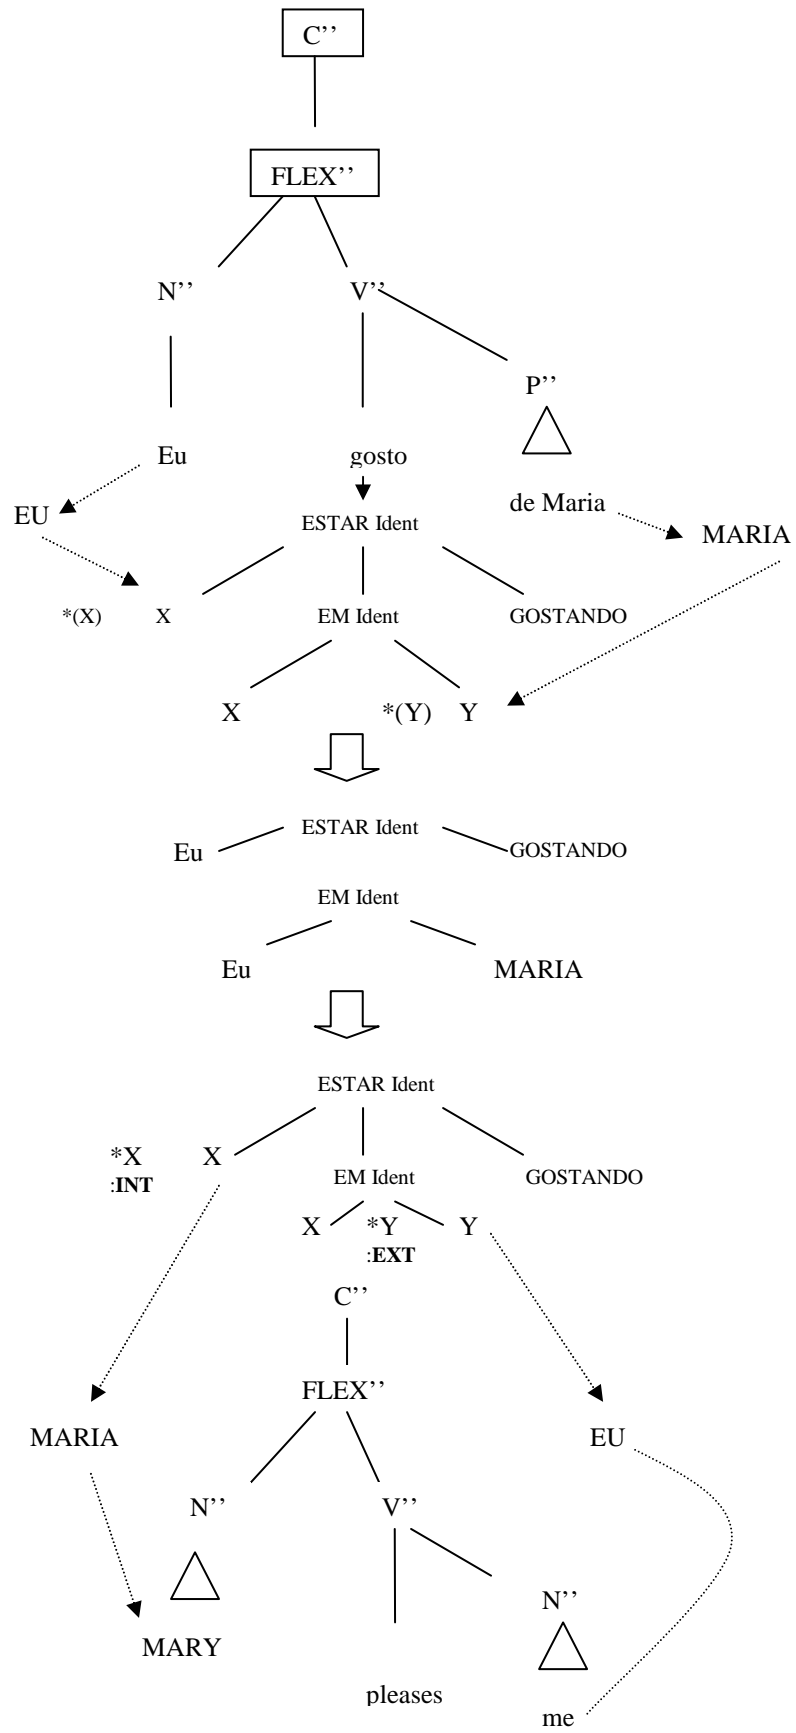 C’’
FLEX’’
N’’ V’’
P’’
Eu gosto
de Maria
EU ESTAR Ident MARIA
*(X) X EM Ident GOSTANDO
X *(Y) Y
Eu ESTAR Ident GOSTANDO
EM Ident
Eu MARIA
ESTAR Ident
*X X EM Ident GOSTANDO
:INT
X *Y Y
:EXT
C’’
FLEX’’
MARIA EU
N’’ V’’
N’’
MARY
pleases
me